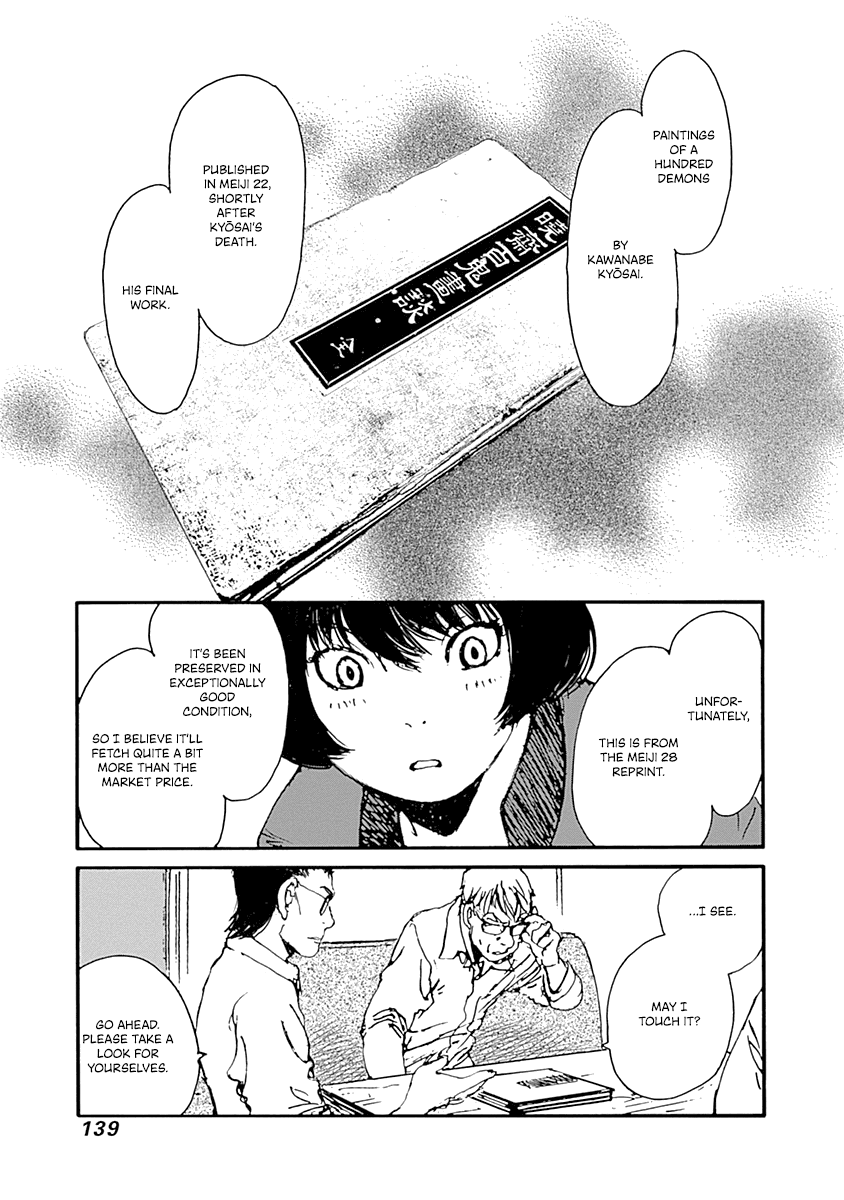 PAINTINGS
OF A
HUNDRED
DEMONS
BY
KAWANABE
KYŌSAI.
暁斎百鬼畫談・全
PUBLISHED
IN MEIJI 22,
SHORTLY
AFTER
KYŌSAI'S
DEATH.
HIS FINAL
WORK.
UNFOR-
TUNATELY,
THIS IS FROM
THE MEIJI 28
REPRINT.
IT'S BEEN
PRESERVED IN
EXCEPTIONALLY
GOOD
CONDITION,
SO I BELIEVE IT'LL
FETCH QUITE A BIT
MORE THAN THE
MARKET PRICE.
...I SEE.
MAY I
TOUCH IT?
GO AHEAD.
PLEASE TAKE A
LOOK FOR
YOURSELVES.
139